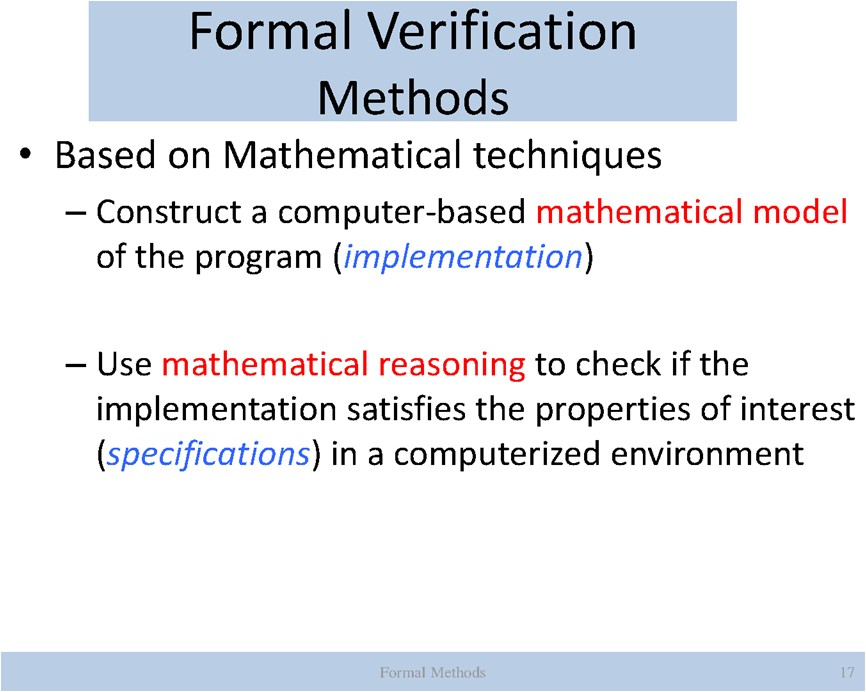 Formal Verification
Methods
• Based on Mathematical techniques
– Construct a computer-based mathematical model
of the program (implementation)
– Use mathematical reasoning to check if the
implementation satisfies the properties of interest
(specifications) in a computerized environment
Formal Methods
17